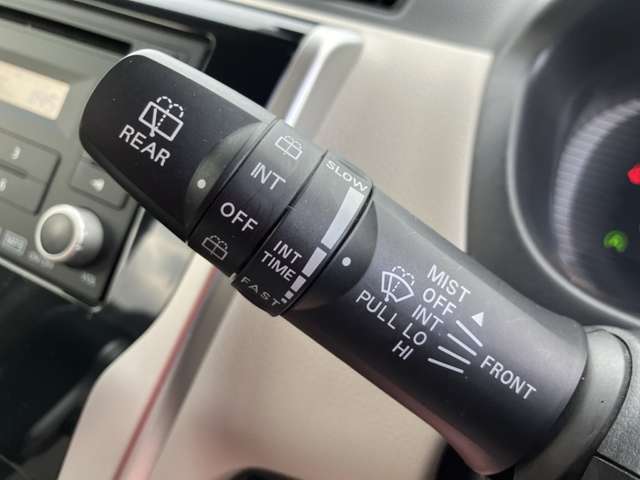 REAR
INT
OFF
SLOW
INT
TIME
FAST
MIST
OFF
INT
PULL LO
HI
FRONT